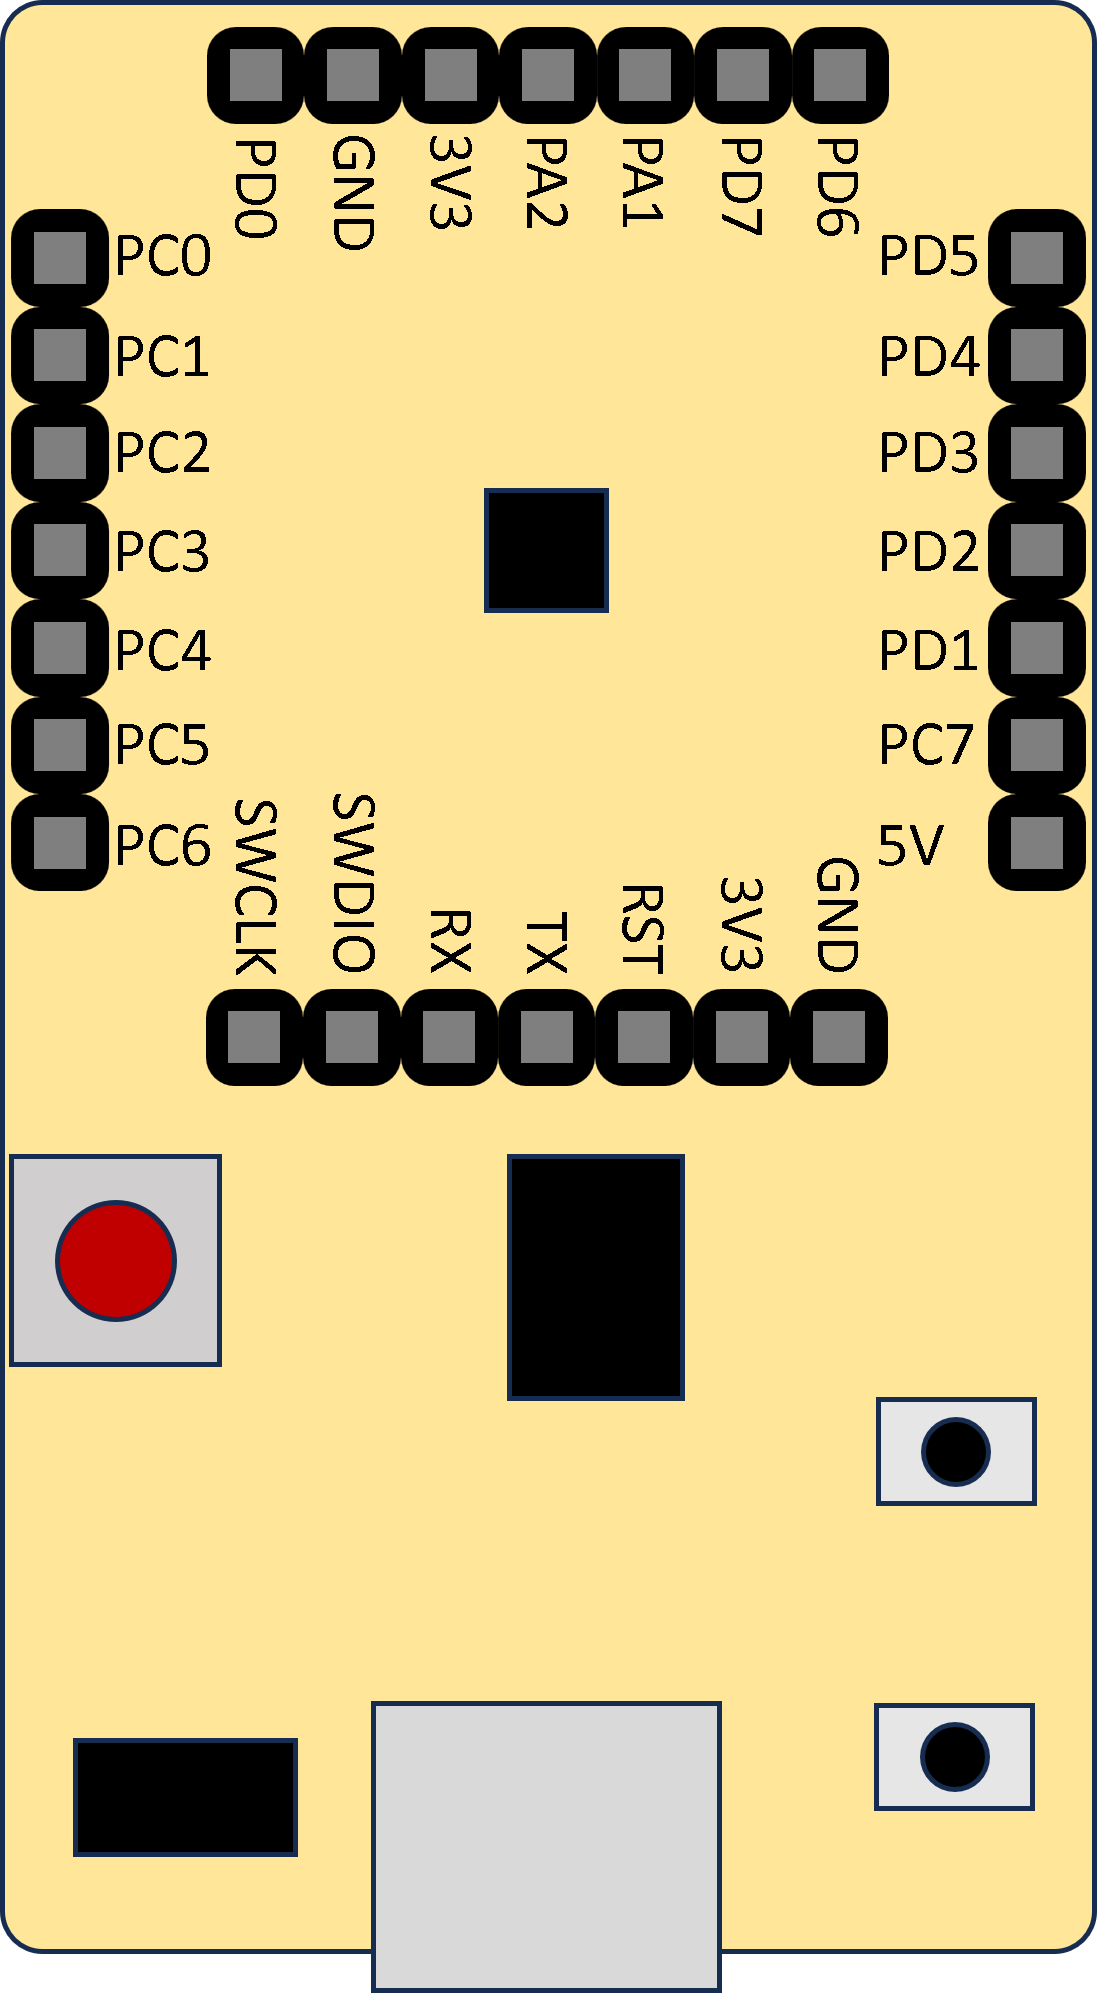 PD0 GND 3V3 PA2 PA1 PD7 PD6
PC0 PD5
PC1 PD4
PC2 PD3
PC3 PD2
PC4 PD1
PC5 PC7
PC6 5V
SWCLK SWDIO RX TX RST 3V3 GND